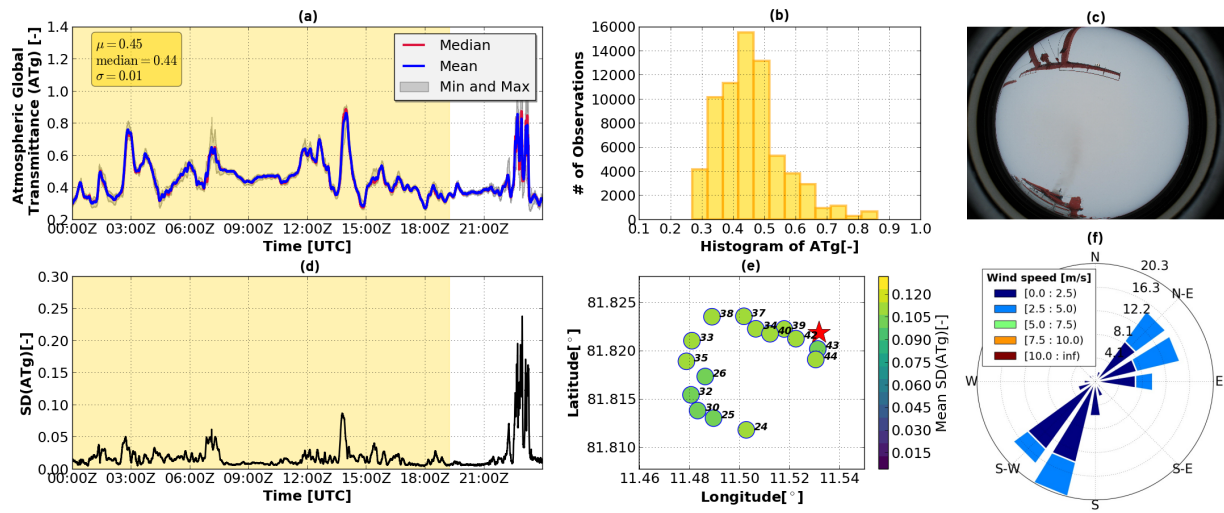 (a)
Atmospheric Global
Transmittance (ATg) [-]
1.4
1.2
1.0
0.8
0.6
0.4
0.2
μ = 0.45
median = 0.44
σ = 0.01
Median
Mean
Min and Max
00:00Z 03:00Z 06:00Z 09:00Z 12:00Z 15:00Z 18:00Z 21:00Z
Time [UTC]
(b)
# of Observations
16000
14000
12000
10000
8000
6000
4000
2000
0
0.1 0.2 0.3 0.4 0.5 0.6 0.7 0.8 0.9 1.0
Histogram of ATg[-]
(c)
(d)
SD(ATg)[-]
0.30
0.25
0.20
0.15
0.10
0.05
0.00
00:00Z 03:00Z 06:00Z 09:00Z 12:00Z 15:00Z 18:00Z 21:00Z
Time [UTC]
(e)
Latitude[°]
81.825
81.820
81.815
81.810
38 37
34 40 39 42
33 43
35 44
26
32
30 25
24
11.46 11.48 11.50 11.52 11.54
Longitude[°]
0.120
0.105
0.090
0.075
0.060
0.045
0.030
0.015
Mean SD(ATg)[-]
(f)
Wind speed [m/s]
[0.0 : 2.5)
[2.5 : 5.0)
[5.0 : 7.5)
[7.5 : 10.0)
[10.0 : inf)
N
N-E
E
S-E
S
S-W
W
20.3
16.3
12.2
8.1